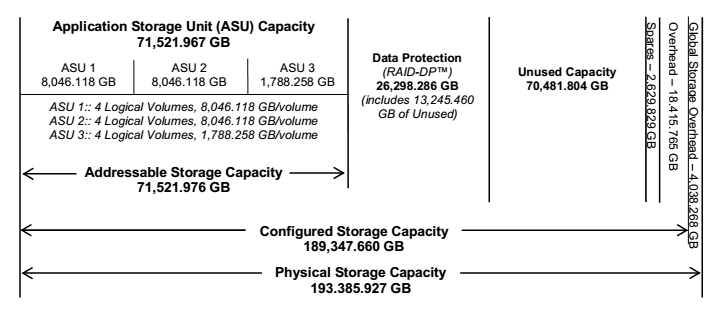 Application Storage Unit (ASU) Capacity
71,521.967 GB
ASU 1
8,046.118 GB
ASU 2
8,046.118 GB
ASU 3
1,788.258 GB
ASU 1:: 4 Logical Volumes, 8,046.118 GB/volume
ASU 2:: 4 Logical Volumes, 8,046.118 GB/volume
ASU 3:: 4 Logical Volumes, 1,788.258 GB/volume
Addressable Storage Capacity
71,521.976 GB
Data Protection
(RAID-DP™)
26,298.286 GB
(includes 13,245.460
GB of Unused)
Unused Capacity
70,481.804 GB
Spares – 2,629.829 GB
Overhead – 18.415.765 GB
Global Storage Overhead – 4,038.268 GB
Configured Storage Capacity
189,347.660 GB
Physical Storage Capacity
193.385.927 GB